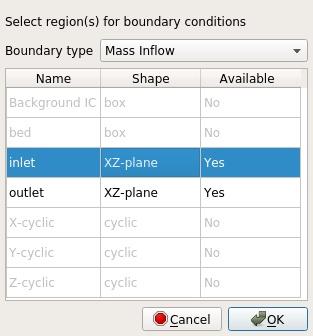 Select region(s) for boundary conditions
Boundary type Mass Inflow
Name Shape Available
Background IC box No
bed box No
inlet XZ-plane Yes
outlet XZ-plane Yes
X-cyclic cyclic No
Y-cyclic cyclic No
Z-cyclic cyclic No
Cancel OK